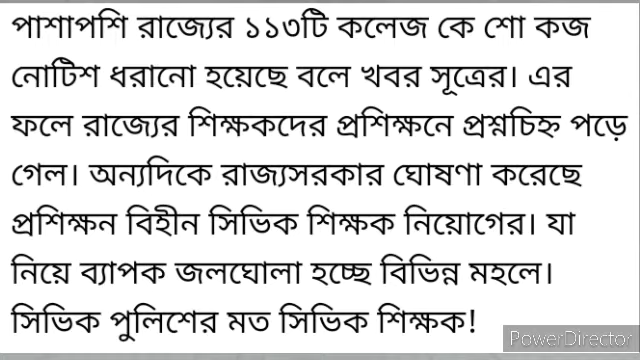 পাশাপশি রাজ্যের ১১৩টি কলেজ কে শো কজ
নোটিশ ধরানো হয়েছে বলে খবর সূত্রের। এর
ফলে রাজ্যের শিক্ষকদের প্রশিক্ষনে প্রশ্নচিহ্ন পড়ে
গেল। অন্যদিকে রাজ্যসরকার ঘোষণা করেছে
প্রশিক্ষন বিহীন সিভিক শিক্ষক নিয়োগের। যা
নিয়ে ব্যাপক জলঘোলা হচ্ছে বিভিন্ন মহলে।
সিভিক পুলিশের মত সিভিক শিক্ষক!
PowerDirector